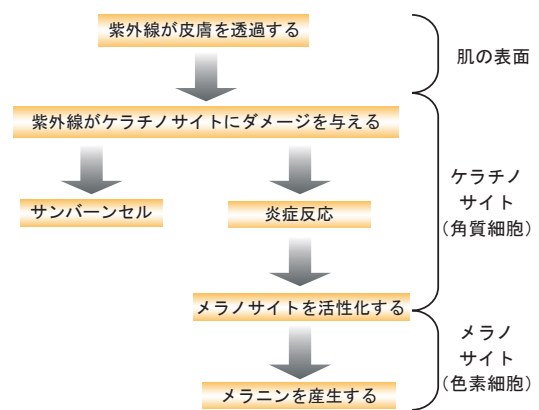 紫外線が皮膚を透過する
肌の表面
紫外線がケラチノサイトにダメージを与える
サンバーンセル
炎症反応
ケラチノ
サイト
（角質細胞）
メラノサイトを活性化する
メラノ
サイト
（色素細胞）
メラニンを産生する